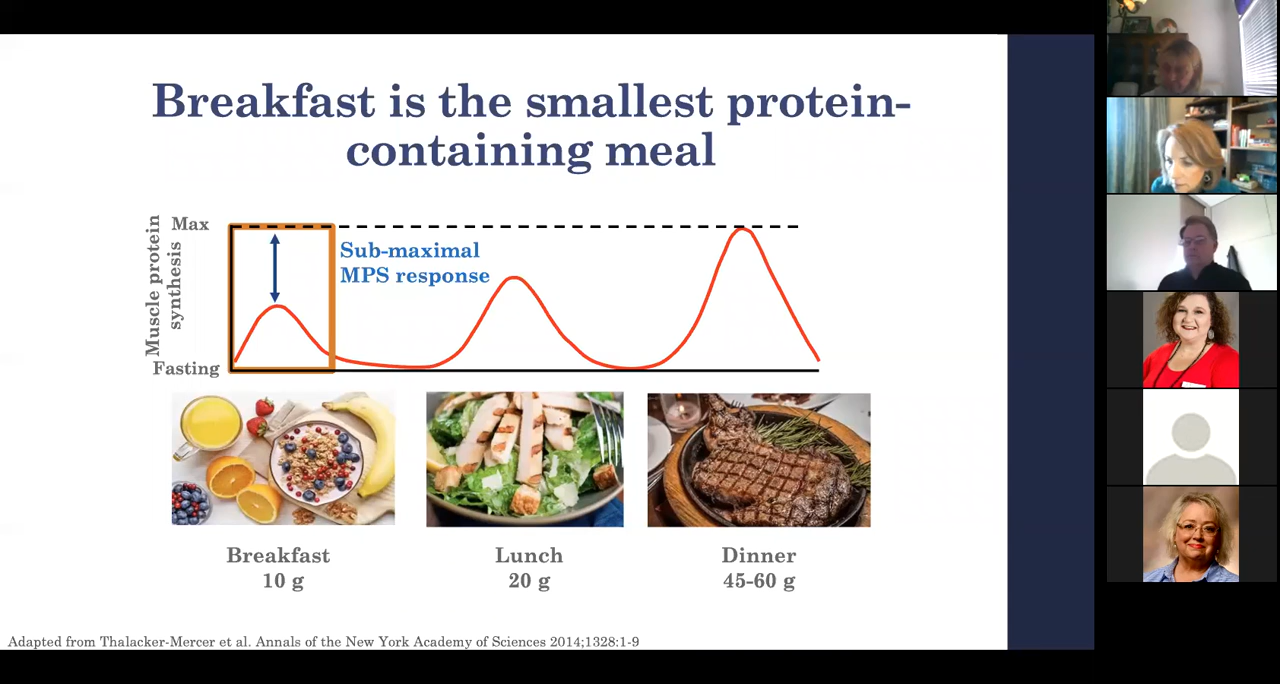 Breakfast is the smallest protein-
containing meal
Muscle protein
synthesis
Max
Sub-maximal
MPS response
Fasting
Breakfast
10 g
Lunch
20 g
Dinner
45-60 g
Adapted from Thalacker-Mercer et al. Annals of the New York Academy of Sciences 2014;1328:1-9